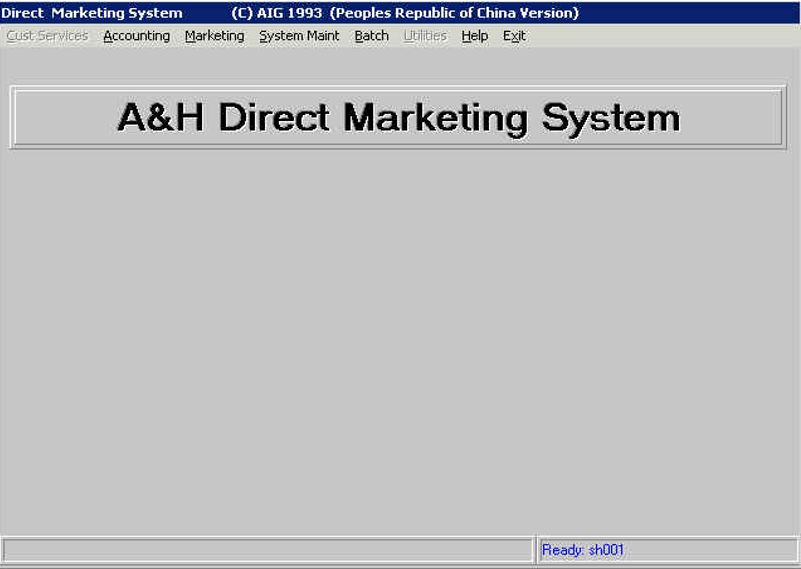 Direct Marketing System (C) AIG 1993 (Peoples Republic of China Version)
Cust Services Accounting Marketing System Maint Batch Utilities Help Exit
A&H Direct Marketing System
Ready: sh001